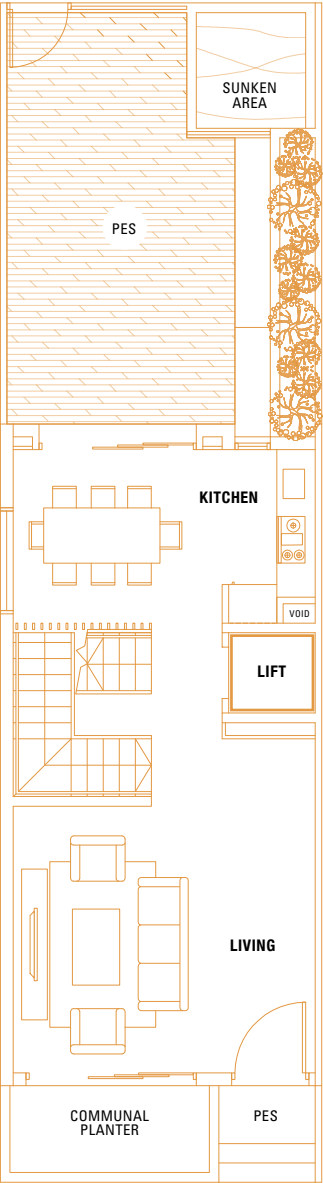 SUNKEN
AREA
PES
KITCHEN
VOID
LIFT
LIVING
COMMUNAL
PLANTER
PES